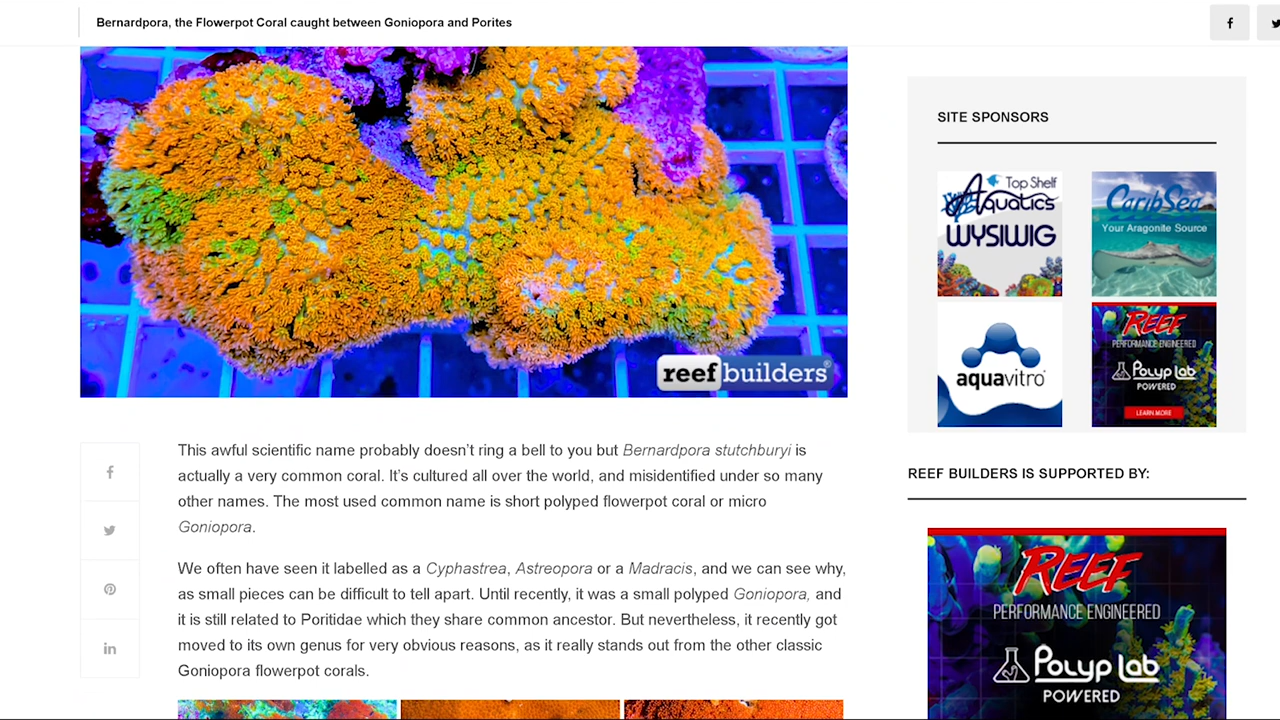 Bernardpora, the Flowerpot Coral caught between Goniopora and Porites
reefbuilders®
This awful scientific name probably doesn’t ring a bell to you but Bernardpora stutchburyi is
actually a very common coral. It’s cultured all over the world, and misidentified under so many
other names. The most used common name is short polyped flowerpot coral or micro
Goniopora.
We often have seen it labelled as a Cyphastrea, Astreopora or a Madracis, and we can see why,
as small pieces can be difficult to tell apart. Until recently, it was a small polyped Goniopora, and
it is still related to Poritidae which they share common ancestor. But nevertheless, it recently got
moved to its own genus for very obvious reasons, as it really stands out from the other classic
Goniopora flowerpot corals.
SITE SPONSORS
Top Shelf
Aquatics
WYSIWIG
CaribSea
Your Aragonite Source
aquavitro
REEF
PERFORMANCE ENGINEERED
Polyp Lab
POWERED
LEARN MORE
REEF BUILDERS IS SUPPORTED BY:
REEF
PERFORMANCE ENGINEERED
Polyp Lab
POWERED